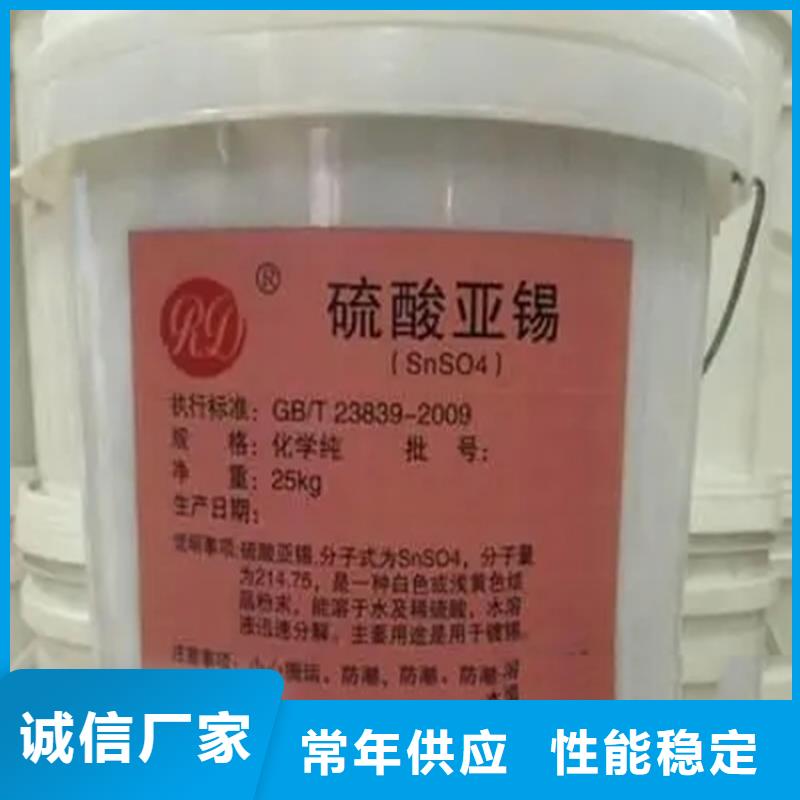 RD ® 硫酸亚锡
(SnSO4)
执行标准: GB/T 23839-2009
规 格: 化学纯 批 号:
净 重: 25kg
生产日期:
说明事项:硫酸亚锡.分子式为SnSO4，分子量
为214.75，是一种白色或浅黄色结
晶粉末，能溶于水及稀硫酸，水溶
液迅速分解。主要用途是用于镀锡。
注意事项: 小心搬运、防潮、防潮、防潮
诚信厂家
常年供应 性能稳定